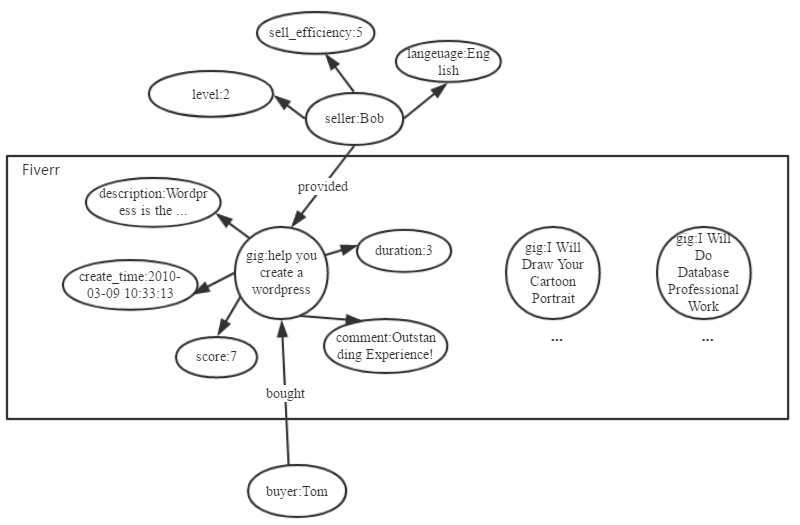 sell_efficiency:5
langeuage:Eng
lish
level:2
seller:Bob
Fiverr
provided
description:Wordpr
ess is the ...
gig:help you
create a
wordpress
duration:3
create_time:2010-
03-09 10:33:13
score:7
comment:Outstan
ding Experience!
gig:I Will
Draw Your
Cartoon
Portrait
...
gig:I Will
Do
Database
Professional
Work
...
bought
buyer:Tom